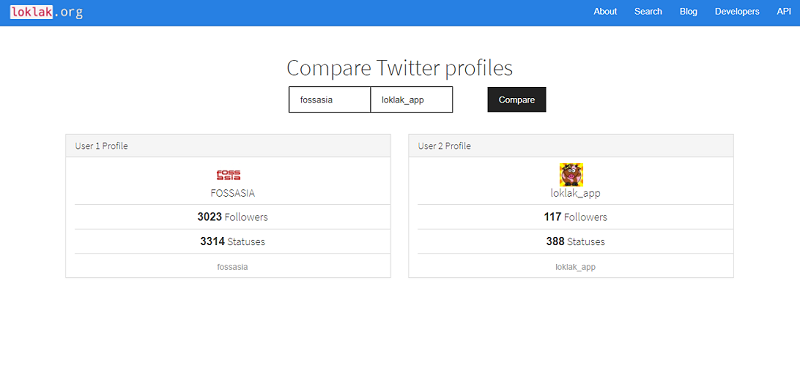 loklak.org About Search Blog Developers API
Compare Twitter profiles
fossasia loklak_app Compare
User 1 Profile
FOSS
ASIA
FOSSASIA
3023 Followers
3314 Statuses
fossasia
User 2 Profile
loklak_app
117 Followers
388 Statuses
loklak_app